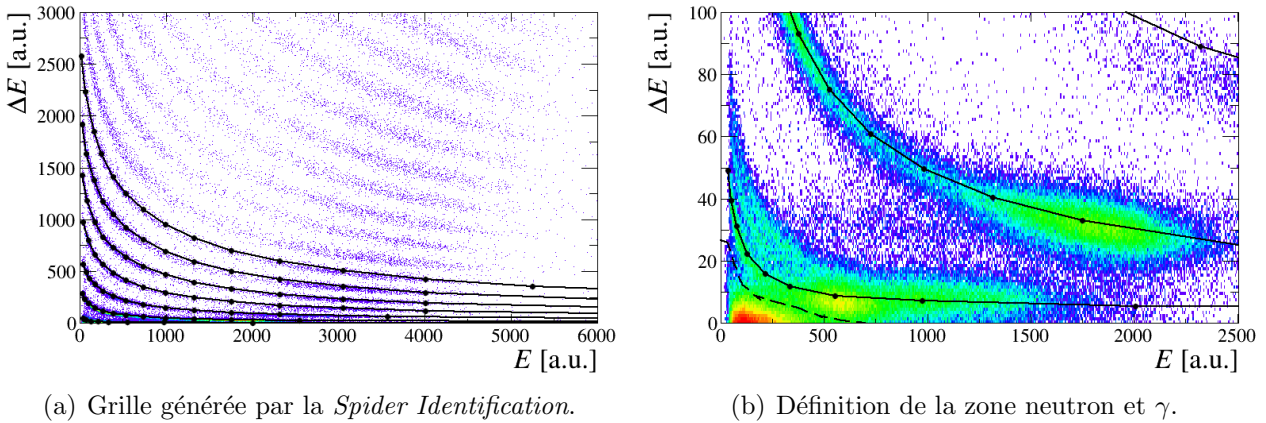 3000
2500
2000
1500
1000
500
0
ΔE [a.u.]
0 1000 2000 3000 4000 5000 6000
E [a.u.]
100
80
60
40
20
0
ΔE [a.u.]
0 500 1000 1500 2000 2500
E [a.u.]
(a) Grille générée par la Spider Identification.
(b) Définition de la zone neutron et γ.